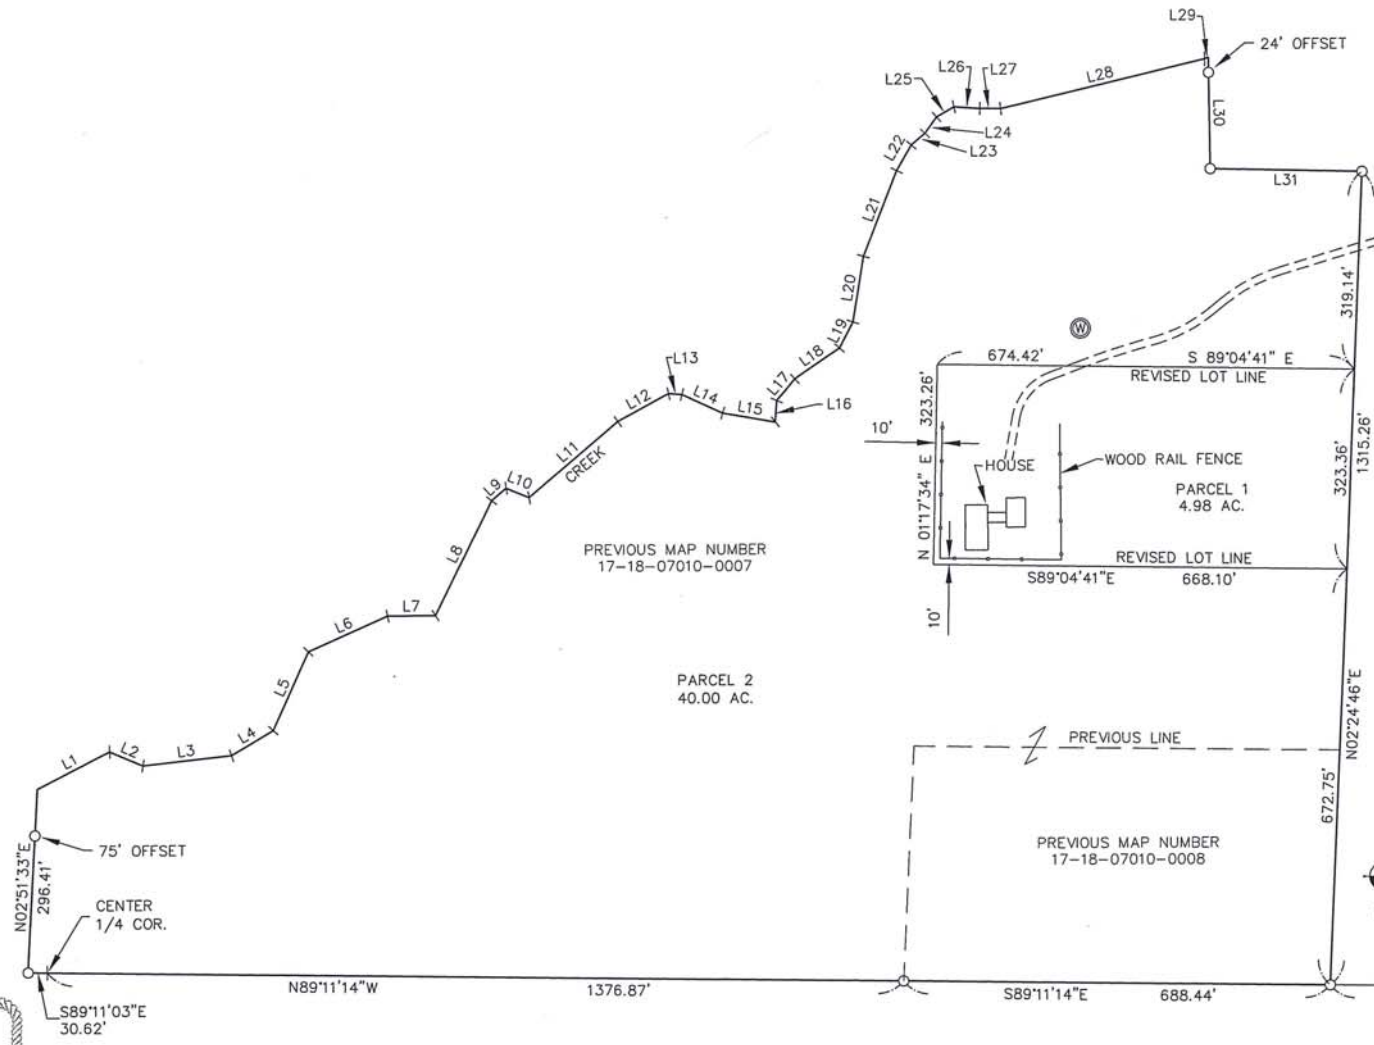 L29
24' OFFSET
L28
L26
L27
L25
L30
L24
L23
L22
L31
L21
L20
319.14'
1315.26'
W
L19
L18
674.42'
S 89°04'41" E
REVISED LOT LINE
L13
L17
L12
L14
L15
L16
323.26'
N 01°17'34" E
10'
L11
CREEK
HOUSE
WOOD RAIL FENCE
323.36'
PARCEL 1
4.98 AC.
L9
L10
L8
PREVIOUS MAP NUMBER
17-18-07010-0007
REVISED LOT LINE
S89°04'41"E
668.10'
10'
L7
L6
L5
PARCEL 2
40.00 AC.
N02°24'46"E
L1
L2
L3
L4
PREVIOUS LINE
672.75'
75' OFFSET
PREVIOUS MAP NUMBER
17-18-07010-0008
N02°51'33"E
296.41'
CENTER
1/4 COR.
N89°11'14"W
1376.87'
S89°11'14"E
688.44'
S89°11'03"E
30.62'